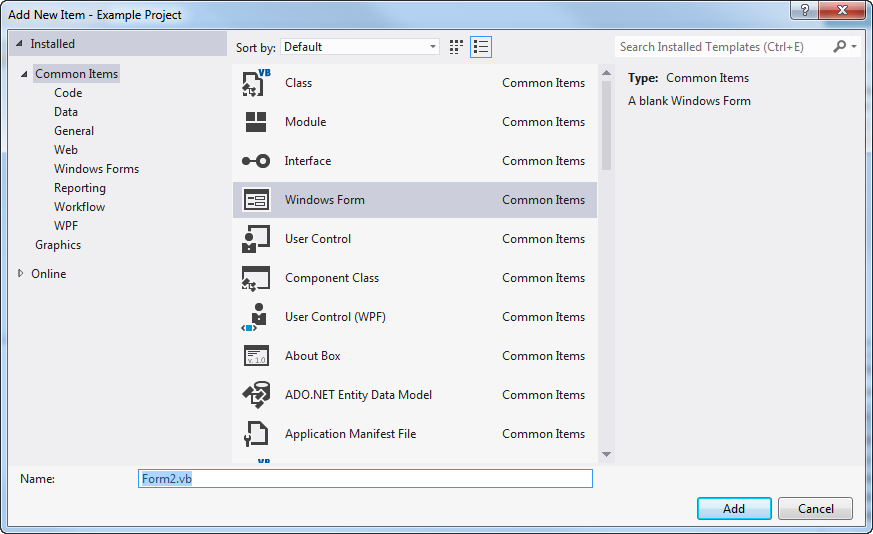 Add New Item - Example Project
Installed
Common Items
Code
Data
General
Web
Windows Forms
Reporting
Workflow
WPF
Graphics
Online
Sort by: Default
VB Class Common Items
Module Common Items
Interface Common Items
Windows Form Common Items
User Control Common Items
Component Class Common Items
User Control (WPF) Common Items
v. 1.0 About Box Common Items
ADO.NET Entity Data Model Common Items
Application Manifest File Common Items
VB
Search Installed Templates (Ctrl+E)
Type: Common Items
A blank Windows Form
Name: Form2.vb
Add Cancel